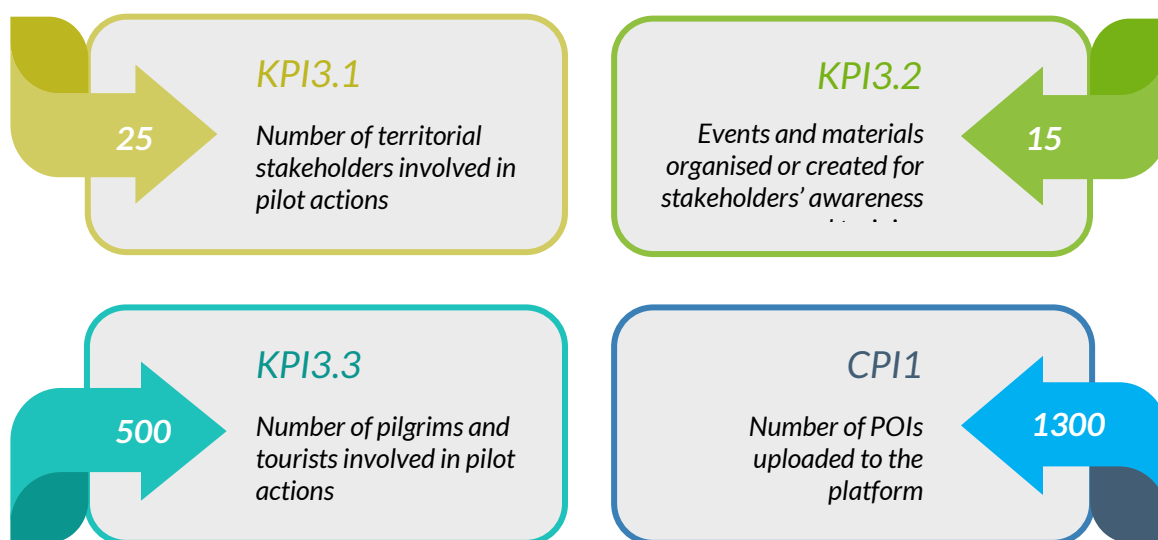 KPI3.1
25
Number of territorial
stakeholders involved in
pilot actions
KPI3.2
15
Events and materials
organised or created for
stakeholders’ awareness
KPI3.3
500
Number of pilgrims and
tourists involved in pilot
actions
CPI1
1300
Number of POIs
uploaded to the
platform